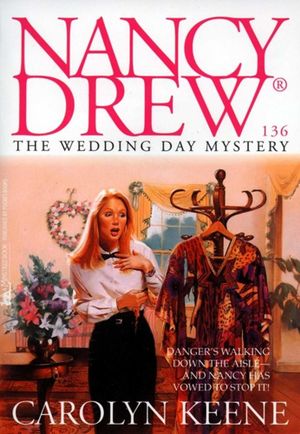 NANCY
DREW®
136
THE WEDDING DAY MYSTERY
DANGER'S WALKING
DOWN THE AISLE—
AND NANCY HAS
VOWED TO STOP IT!
CAROLYN KEENE